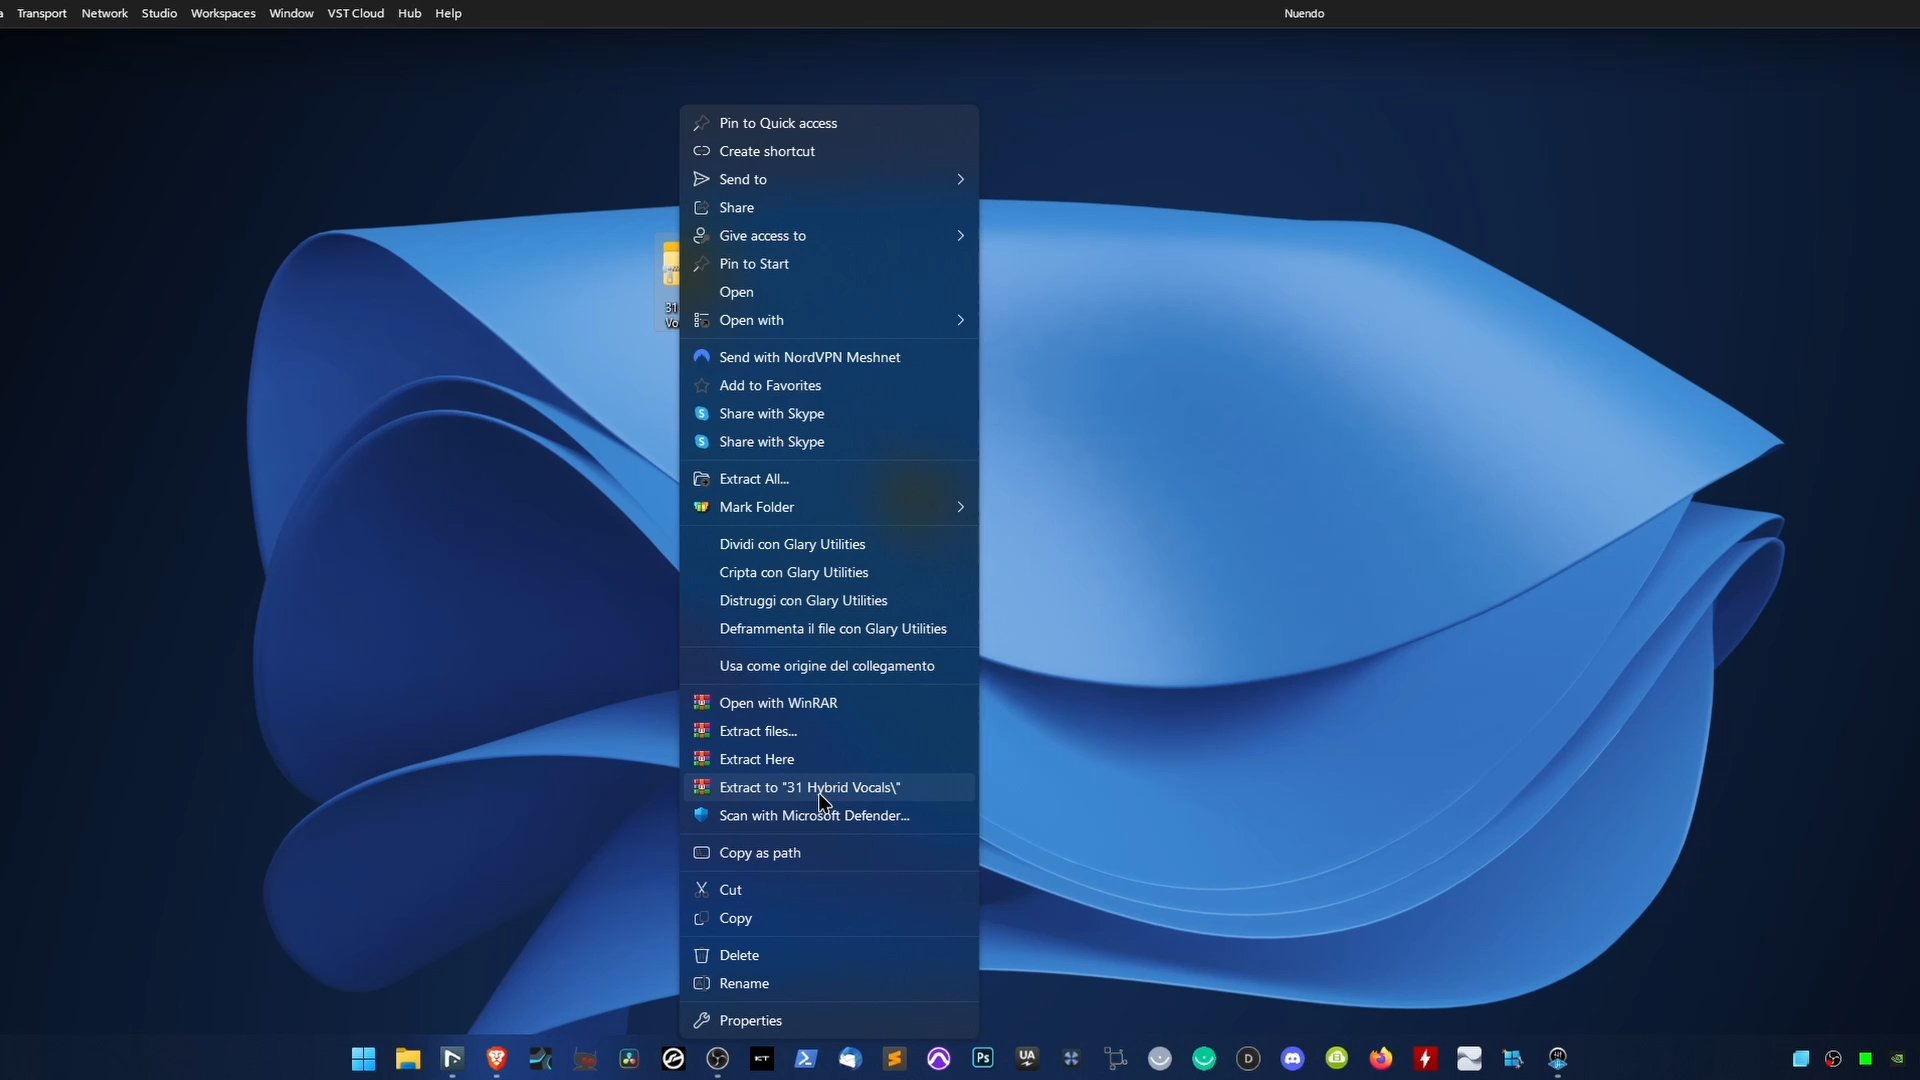 Transport Network Studio Workspaces Window VST Cloud Hub Help Nuendo
Pin to Quick access
Create shortcut
Send to
Share
Give access to
Pin to Start
Open
31
Vo
Open with
Send with NordVPN Meshnet
Add to Favorites
Share with Skype
Share with Skype
Extract All...
Mark Folder
Dividi con Glary Utilities
Cripta con Glary Utilities
Distruggi con Glary Utilities
Deframmenta il file con Glary Utilities
Usa come origine del collegamento
Open with WinRAR
Extract files...
Extract Here
Extract to "31 Hybrid Vocals\"
Scan with Microsoft Defender...
Copy as path
Cut
Copy
Delete
Rename
Properties
Ps
UA
D